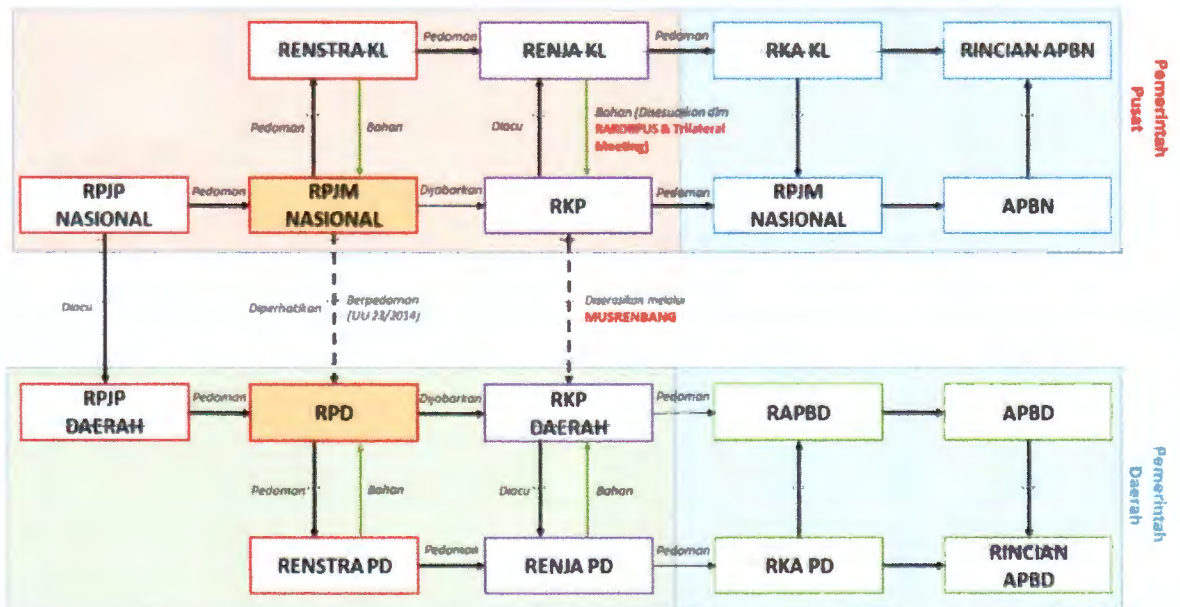 RENSTRA KL
Pedoman
RENJA KL
Pedoman
RKA KL
RINCIAN APBN
Pedoman
Bahan
Diacu
Bahan (Disesuaikan dlm
RAKORPUS & Trilateral
Meeting)
RPJP
NASIONAL
Pedoman
RPJM
NASIONAL
Dijabarkan
RKP
Pedoman
RPJM
NASIONAL
APBN
Pemerintah
Pusat
Diacu
Diperhatikan
Berpedoman
(UU 23/2014)
Diserasikan melalui
MUSRENBANG
RPJP
DAERAH
Pedoman
RPD
Dijabarkan
RKP
DAERAH
Pedoman
RAPBD
APBD
Pedoman
Bahan
Diacu
Bahan
RENSTRA PD
Pedoman
RENJA PD
Pedoman
RKA PD
RINCIAN
APBD
Pemerintah
Daerah